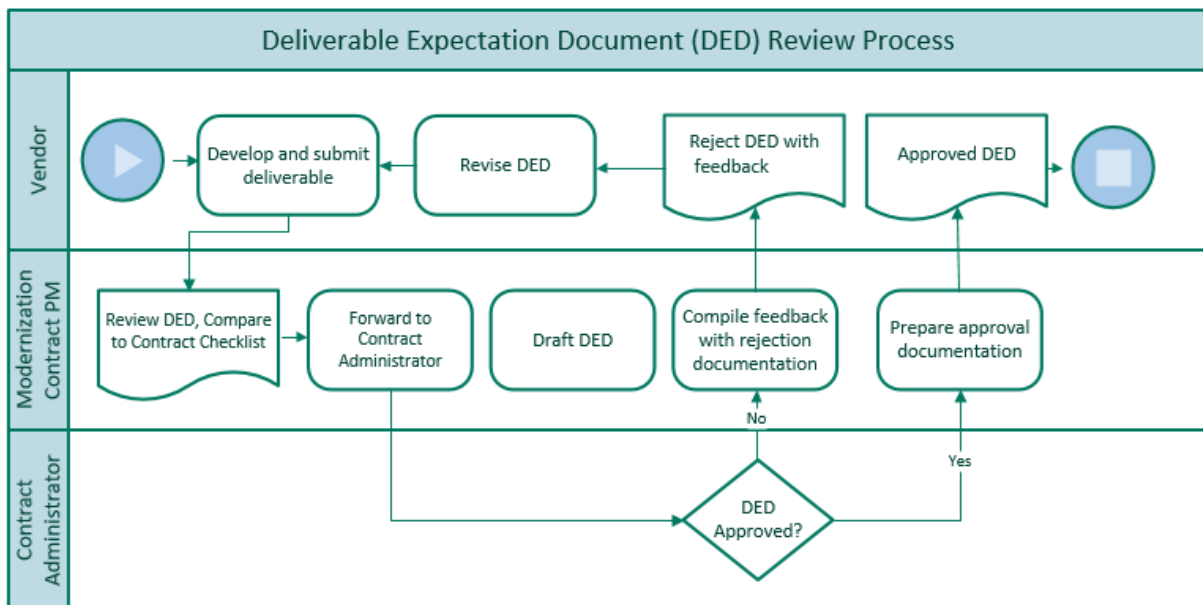 Deliverable Expectation Document (DED) Review Process
Vendor
Develop and submit
deliverable
Revise DED
Reject DED with
feedback
Approved DED
Modernization
Contract PM
Review DED, Compare
to Contract Checklist
Forward to
Contract
Administrator
Draft DED
Compile feedback
with rejection
documentation
Prepare approval
documentation
No
Yes
Contract
Administrator
DED
Approved?